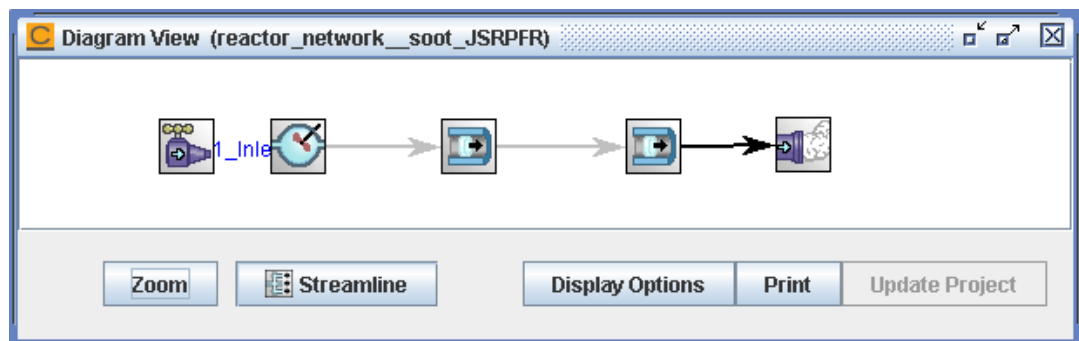 Diagram View (reactor_network__soot_JSRPFR)
1_Inle
Zoom
Streamline
Display Options
Print
Update Project